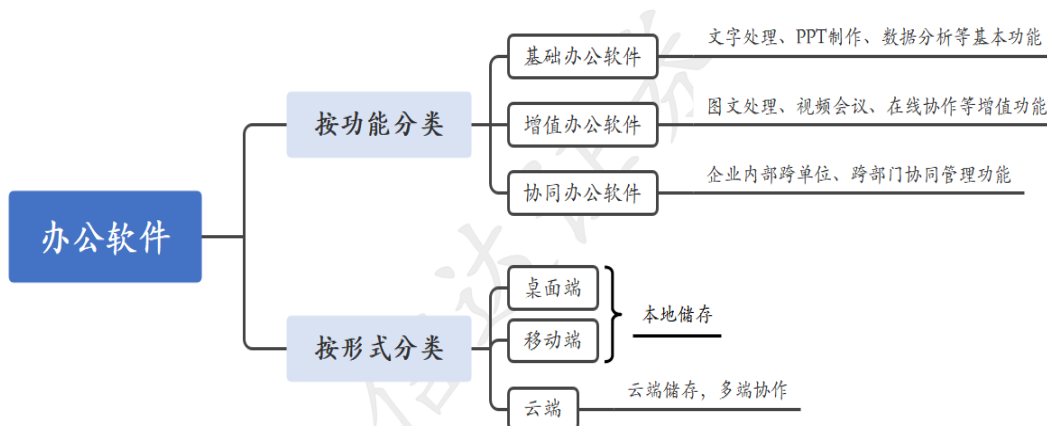 办公软件
按功能分类
基础办公软件
文字处理、PPT制作、数据分析等基本功能
增值办公软件
图文处理、视频会议、在线协作等增值功能
协同办公软件
企业内部跨单位、跨部门协同管理功能
按形式分类
桌面端
移动端
本地储存
云端
云端储存，多端协作
信达证券